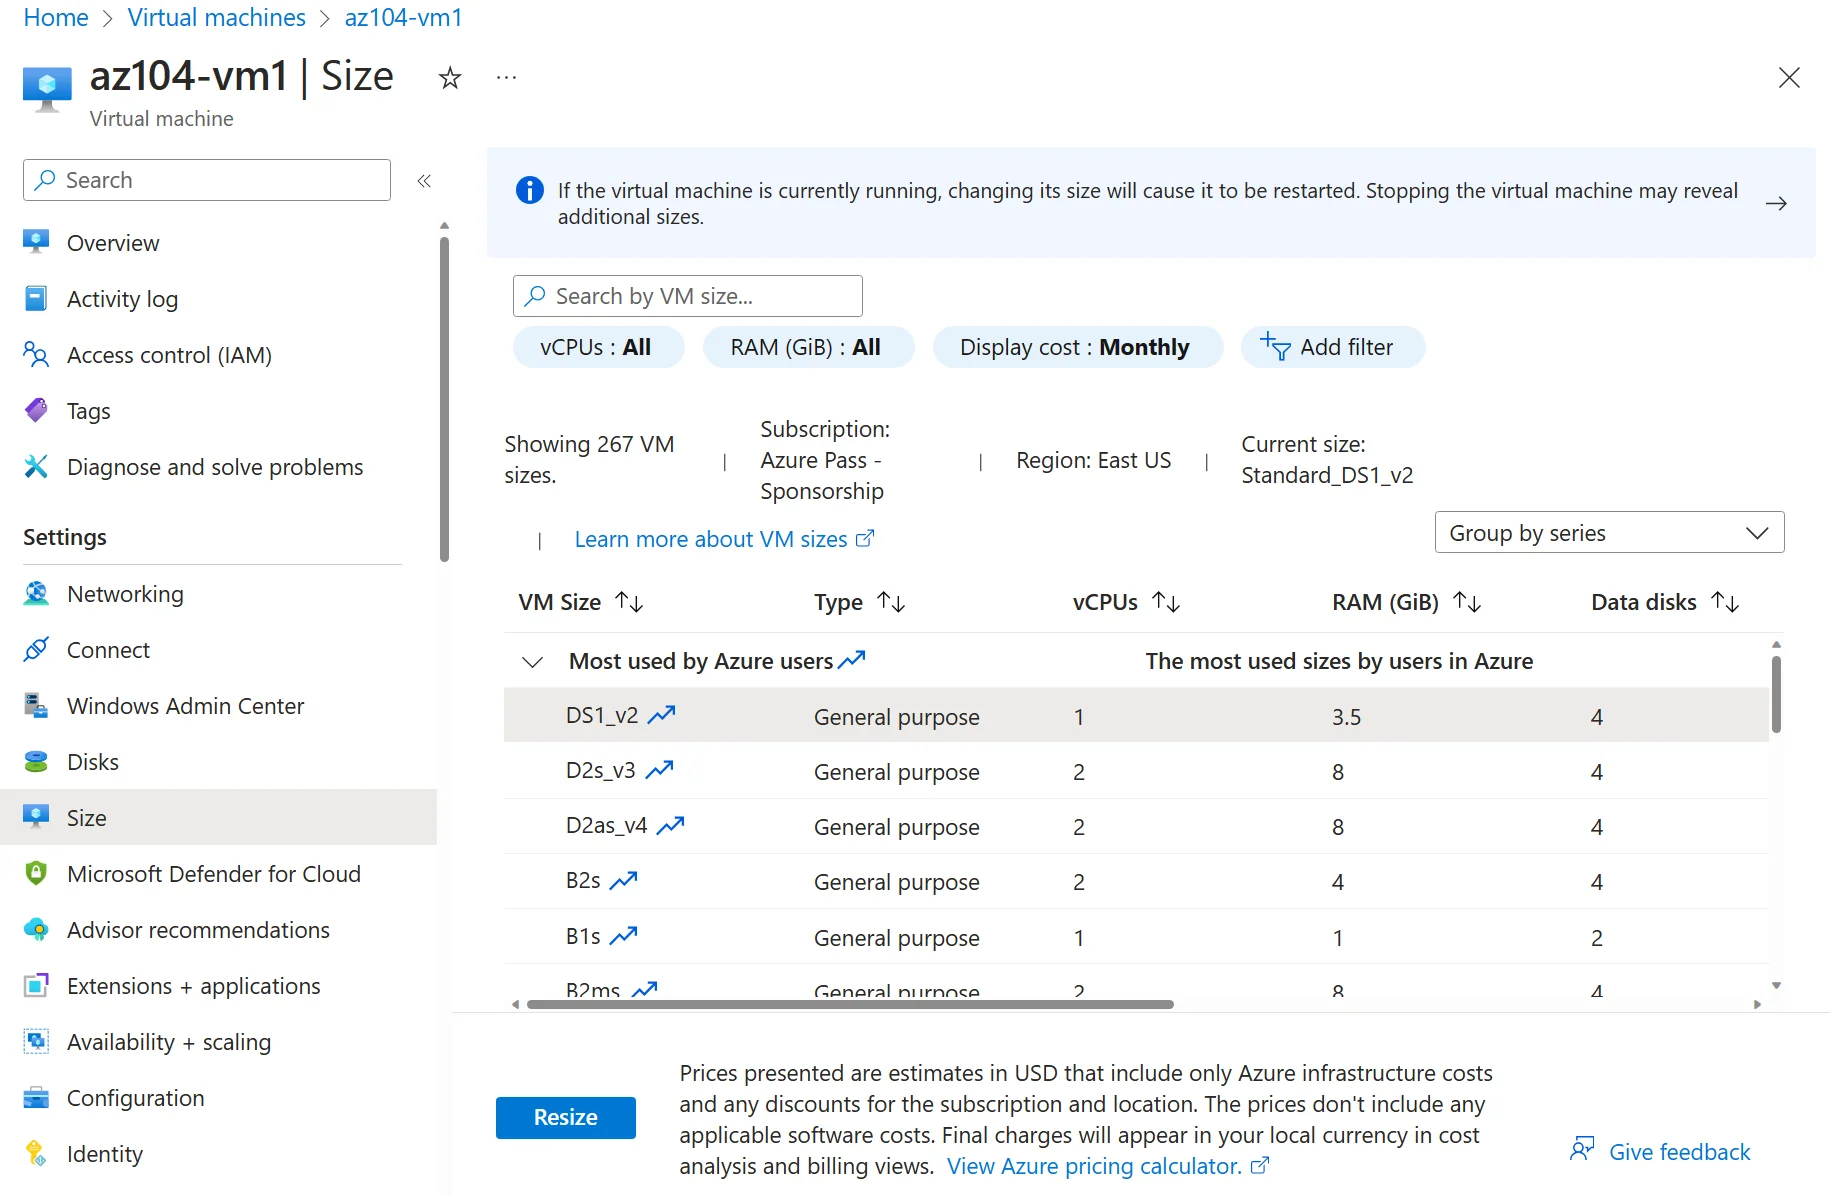 Home > Virtual machines > az104-vm1
az104-vm1 | Size
Virtual machine
Search
Overview
Activity log
Access control (IAM)
Tags
Diagnose and solve problems
Settings
Networking
Connect
Windows Admin Center
Disks
Size
Microsoft Defender for Cloud
Advisor recommendations
Extensions + applications
Availability + scaling
Configuration
Identity
If the virtual machine is currently running, changing its size will cause it to be restarted. Stopping the virtual machine may reveal
additional sizes.
Search by VM size...
vCPUs : All RAM (GiB) : All Display cost : Monthly Add filter
Showing 267 VM
sizes.
|
Subscription:
Azure Pass -
Sponsorship
|
Region: East US
|
Current size:
Standard_DS1_v2
| Learn more about VM sizes
Group by series
VM Size Type vCPUs RAM (GiB) Data disks
Most used by Azure users The most used sizes by users in Azure
DS1_v2 General purpose 1 3.5 4
D2s_v3 General purpose 2 8 4
D2as_v4 General purpose 2 8 4
B2s General purpose 2 4 4
B1s General purpose 1 1 2
B2ms General purpose 2 8 4
Resize
Prices presented are estimates in USD that include only Azure infrastructure costs
and any discounts for the subscription and location. The prices don't include any
applicable software costs. Final charges will appear in your local currency in cost
analysis and billing views. View Azure pricing calculator.
Give feedback